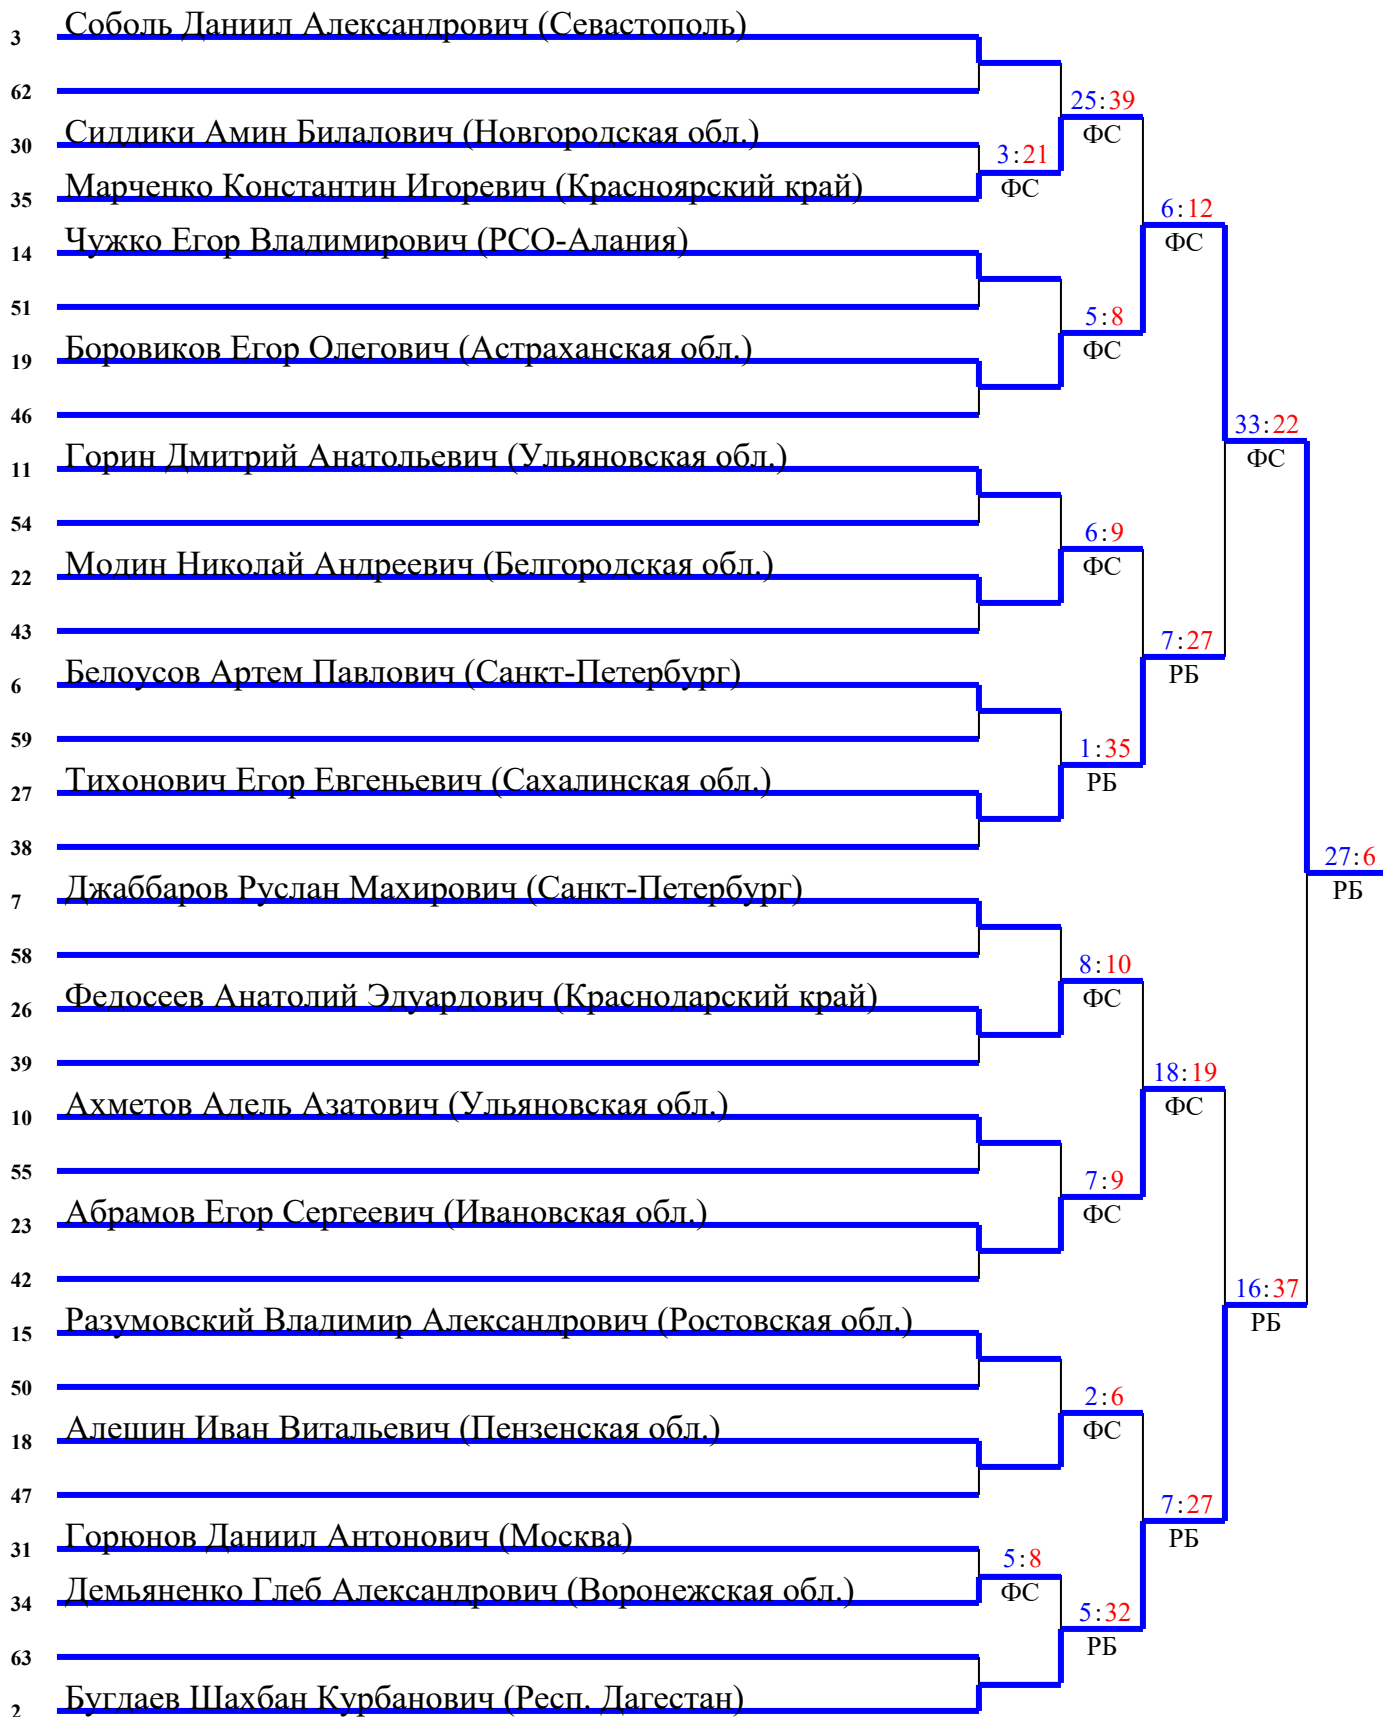 3 Соболь Даниил Александрович (Севастополь)
62
25:39
ФС
30 Сиддики Амин Билалович (Новгородская обл.)
3:21
ФС
35 Марченко Константин Игоревич (Красноярский край)
6:12
ФС
14 Чужко Егор Владимирович (РСО-Алания)
51
5:8
ФС
19 Боровиков Егор Олегович (Астраханская обл.)
46
33:22
ФС
11 Горин Дмитрий Анатольевич (Ульяновская обл.)
54
6:9
ФС
22 Модин Николай Андреевич (Белгородская обл.)
43
7:27
РБ
6 Белоусов Артем Павлович (Санкт-Петербург)
59
1:35
РБ
27 Тихонович Егор Евгеньевич (Сахалинская обл.)
38
27:6
РБ
7 Джаббаров Руслан Махирович (Санкт-Петербург)
58
8:10
ФС
26 Федосеев Анатолий Эдуардович (Краснодарский край)
39
18:19
ФС
10 Ахметов Адель Азатович (Ульяновская обл.)
55
7:9
ФС
23 Абрамов Егор Сергеевич (Ивановская обл.)
42
16:37
РБ
15 Разумовский Владимир Александрович (Ростовская обл.)
50
2:6
ФС
18 Алешин Иван Витальевич (Пензенская обл.)
47
7:27
РБ
31 Горюнов Даниил Антонович (Москва)
5:8
ФС
34 Демьяненко Глеб Александрович (Воронежская обл.)
5:32
РБ
63
2 Бугдаев Шахбан Курбанович (Респ. Дагестан)